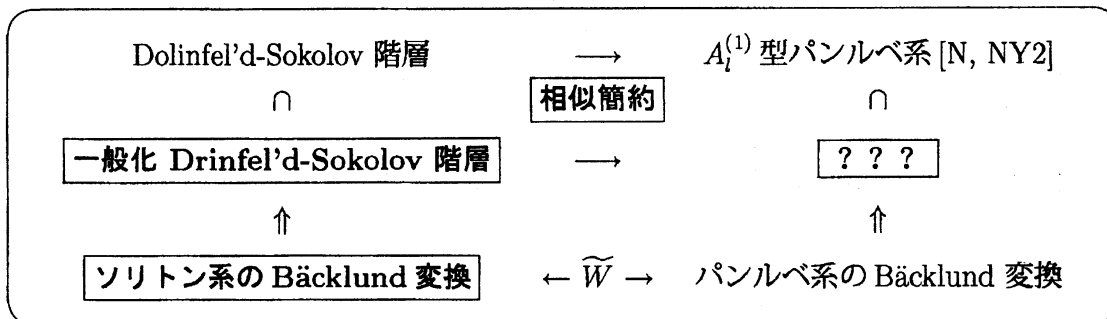 Dolinfel'd-Sokolov 階層 ⟶ A_l^{(1)} 型パンルベ系 [N, NY2]
∩ 相似簡約 ∩
一般化 Drinfel'd-Sokolov 階層 ⟶ ? ? ?
⇑ ⇑
ソリトン系の Bäcklund 変換 ← \widetilde{W} → パンルベ系の Bäcklund 変換